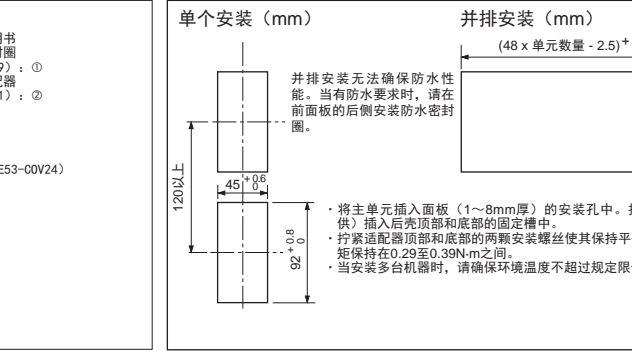 用书
封圈
9）：①
配器
1）：②
E53-COV24）
单个安装（mm）
并排安装无法确保防水性
能。当有防水要求时，请在
前面板的后侧安装防水密封
圈。
120以上
45 +0.6 0
92 +0.8 0
并排安装（mm）
(48 x 单元数量 - 2.5)+
・将主单元插入面板（1～8mm厚）的安装孔中。
供）插入后壳顶部和底部的固定槽中。
・拧紧适配器顶部和底部的两颗安装螺丝使其保持平
矩保持在0.29至0.39N·m之间。
・当安装多台机器时，请确保环境温度不超过规定限